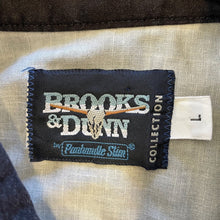 BROOKS
& DUNN
by Panhandle Slim
COLLECTION
L